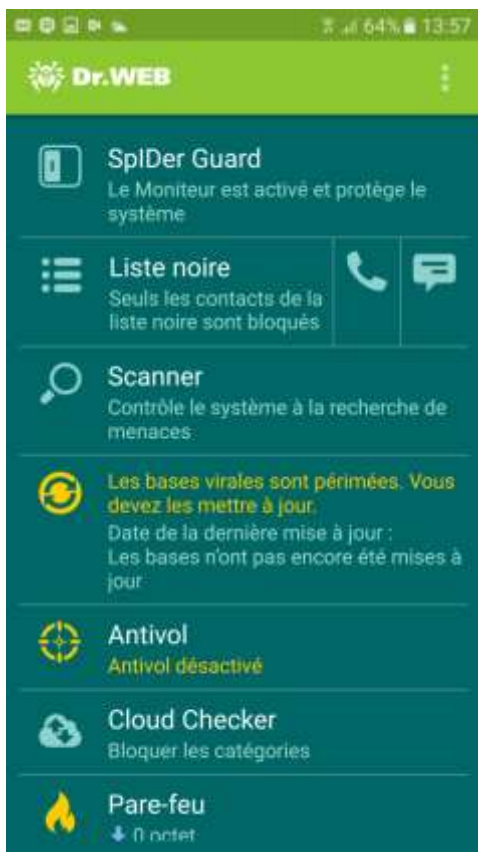 64% 13:57
Dr.WEB
SpIDer Guard
Le Moniteur est activé et protège le
système
Liste noire
Seuls les contacts de la
liste noire sont bloqués
Scanner
Contrôle le système à la recherche de
menaces
Les bases virales sont périmées. Vous
devez les mettre à jour.
Date de la dernière mise à jour :
Les bases n'ont pas encore été mises à
jour
Antivol
Antivol désactivé
Cloud Checker
Bloquer les catégories
Pare-feu
0 octet